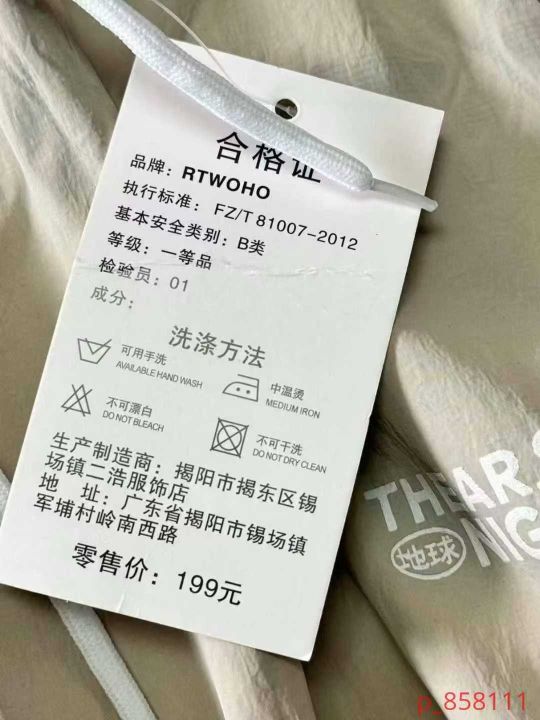 合格证
品牌：RTWOHO
执行标准： FZ/T 81007-2012
基本安全类别：B类
等级：一等品
检验员：01
成分：
洗涤方法
可用手洗
AVAILABLE HAND WASH
中温烫
MEDIUM IRON
不可漂白
DO NOT BLEACH
不可干洗
DO NOT DRY CLEAN
生产制造商：揭阳市揭东区锡
场镇二浩服饰店
地 址：广东省揭阳市锡场镇
军埔村岭南西路
零售价：199元
THEAR.S
地球
NIG
p_858111